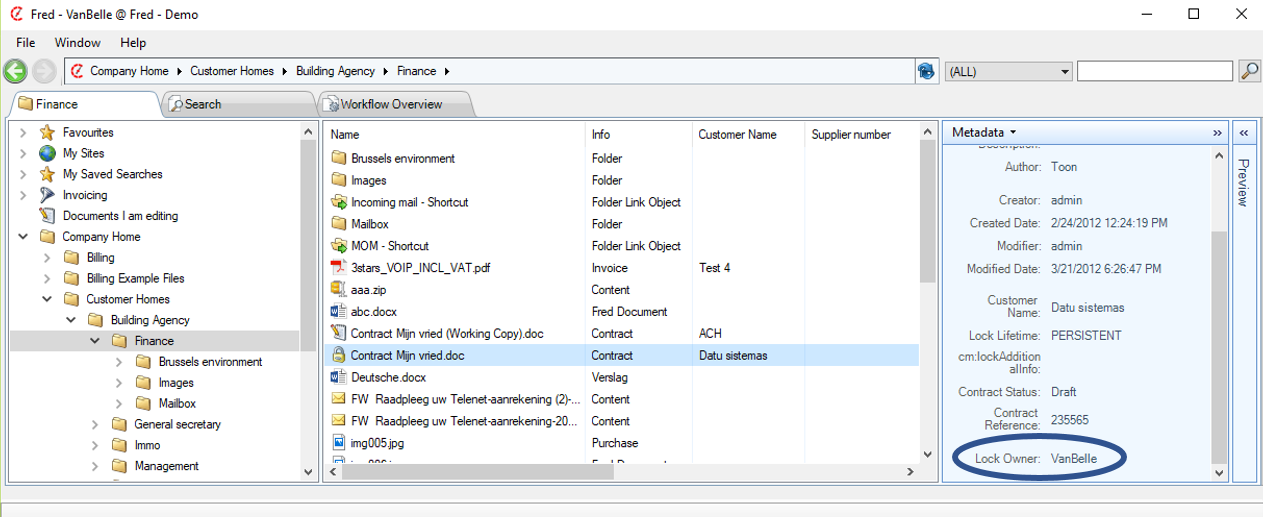 Fred - VanBelle @ Fred - Demo
File Window Help
Company Home Customer Homes Building Agency Finance
(ALL)
Finance Search Workflow Overview
Favourites
My Sites
My Saved Searches
Invoicing
Documents I am editing
Company Home
Billing
Billing Example Files
Customer Homes
Building Agency
Finance
Brussels environment
Images
Mailbox
General secretary
Immo
Management
Name Info Customer Name Supplier number
Brussels environment Folder
Images Folder
Incoming mail - Shortcut Folder Link Object
Mailbox Folder
MOM - Shortcut Folder Link Object
3stars_VOIP_INCL_VAT.pdf Invoice Test 4
aaa.zip Content
abc.docx Fred Document
Contract Mijn vried (Working Copy).doc Contract ACH
Contract Mijn vried.doc Contract Datu sistemas
Deutsche.docx Verslag
FW Raadpleeg uw Telenet-aanrekening (2)-... Content
FW Raadpleeg uw Telenet-aanrekening-20... Content
img005.jpg Purchase
Metadata
Author: Toon
Creator: admin
Created Date: 2/24/2012 12:24:19 PM
Modifier: admin
Modified Date: 3/21/2012 6:26:47 PM
Customer
Name: Datu sistemas
Lock Lifetime: PERSISTENT
cm:lockAddition
alInfo:
Contract Status: Draft
Contract
Reference: 235565
Lock Owner: VanBelle
Preview